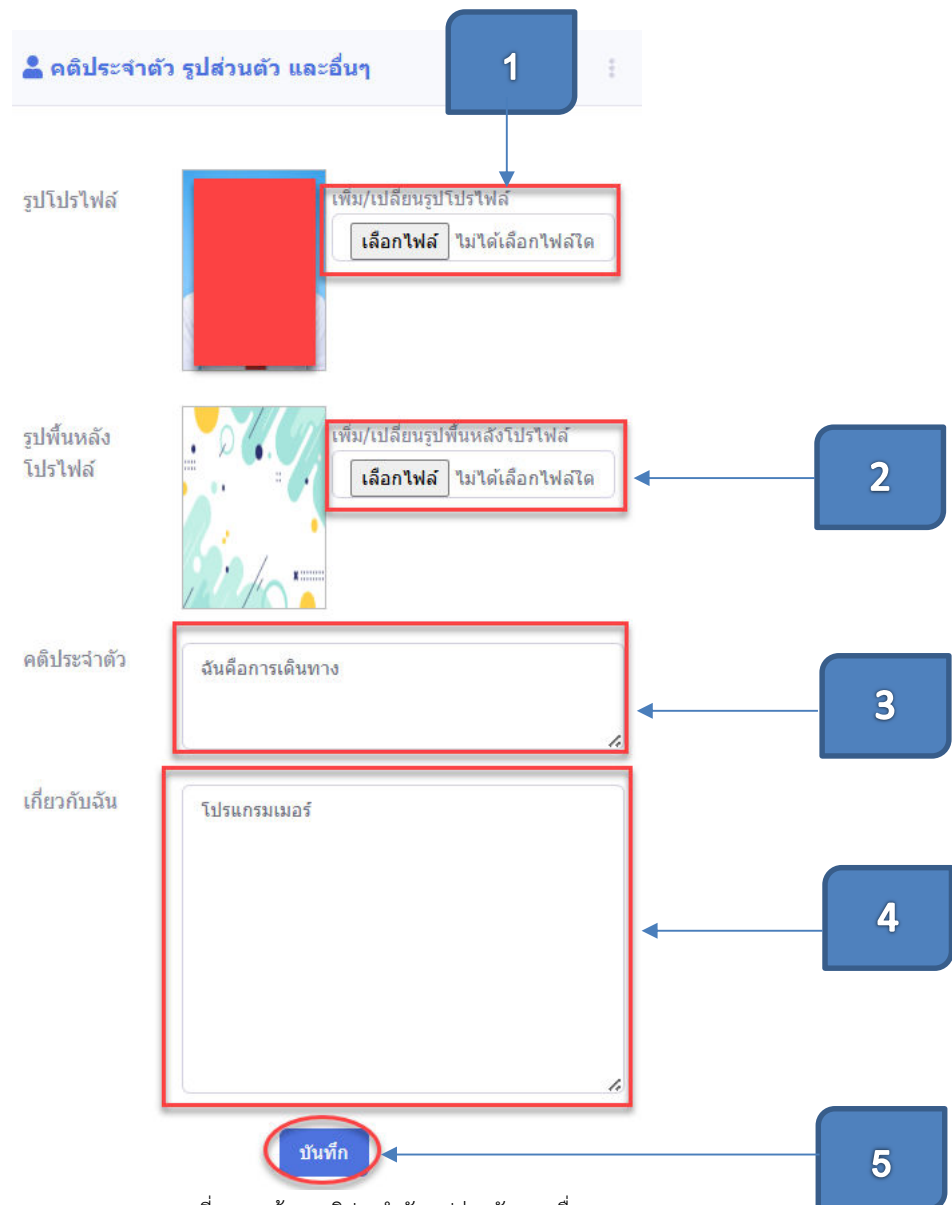 คติประจำตัว รูปส่วนตัว และอื่นๆ
1
รูปโปรไฟล์
เพิ่ม/เปลี่ยนรูปโปรไฟล์
เลือกไฟล์ ไม่ได้เลือกไฟล์ใด
รูปพื้นหลัง
โปรไฟล์
เพิ่ม/เปลี่ยนรูปพื้นหลังโปรไฟล์
เลือกไฟล์ ไม่ได้เลือกไฟล์ใด
2
คติประจำตัว
ฉันคือการเดินทาง
3
เกี่ยวกับฉัน
โปรแกรมเมอร์
4
บันทึก
5